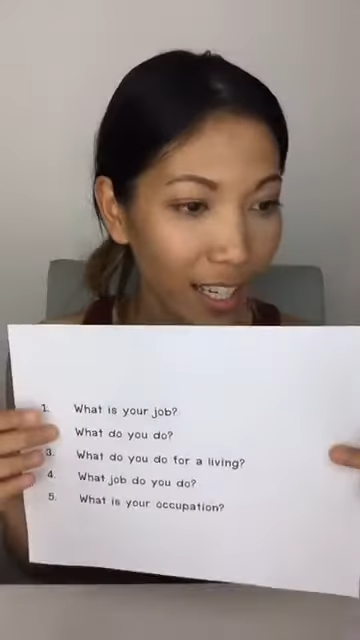 1. What is your job?
What do you do?
3. What do you do for a living?
4. What job do you do?
5. What is your occupation?